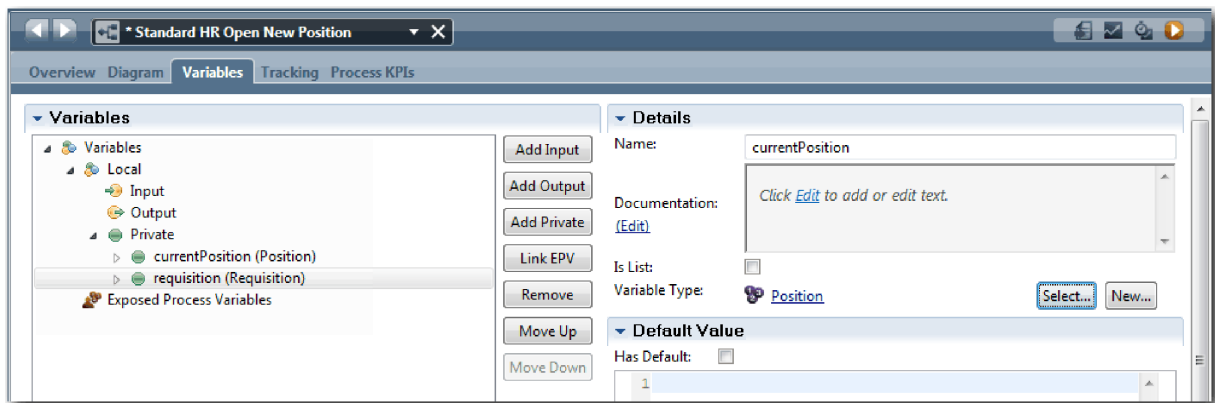 * Standard HR Open New Position
Overview Diagram Variables Tracking Process KPIs
Variables
Variables
Local
Input
Output
Private
currentPosition (Position)
requisition (Requisition)
Exposed Process Variables
Add Input
Add Output
Add Private
Link EPV
Remove
Move Up
Move Down
Details
Name: currentPosition
Documentation: (Edit)
Click Edit to add or edit text.
Is List:
Variable Type: Position Select... New...
Default Value
Has Default:
1